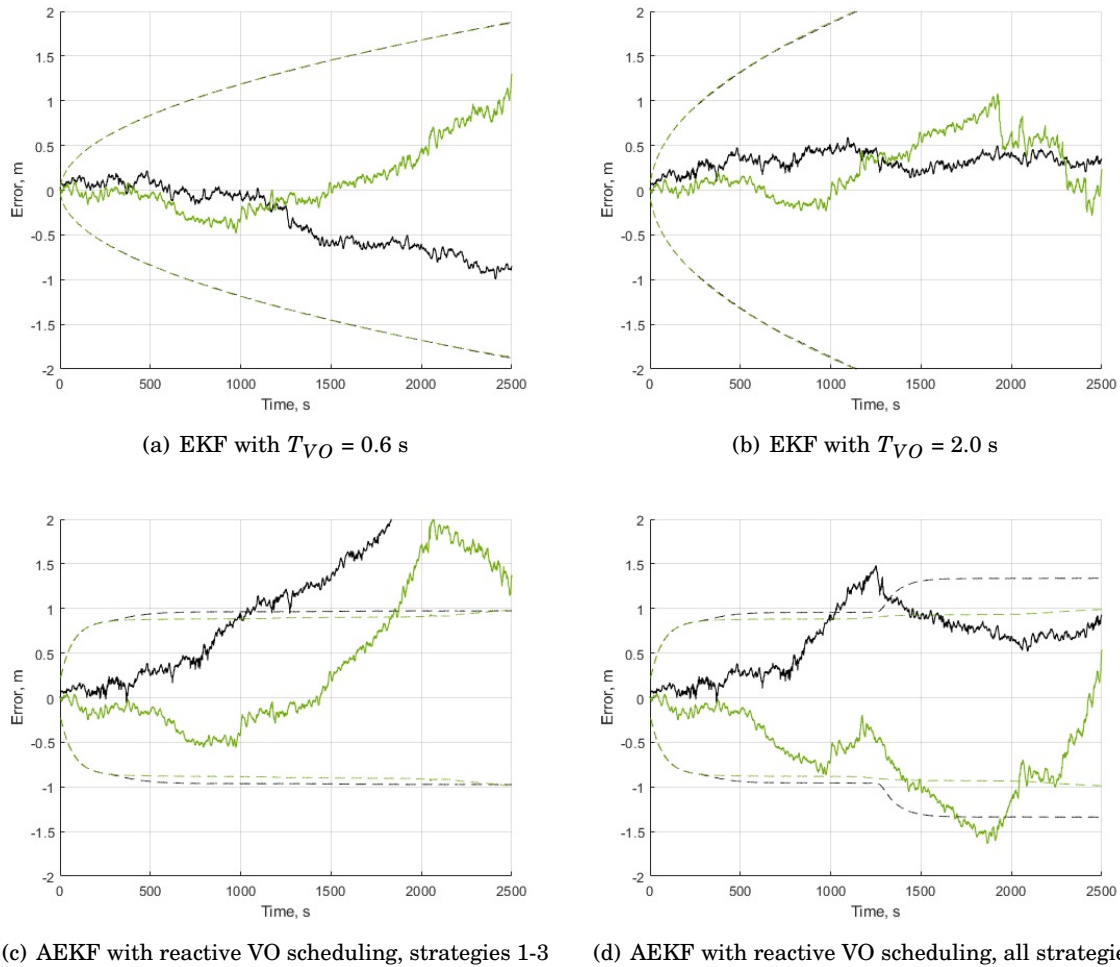 2
1.5
1
0.5
0
-0.5
-1
-1.5
-2
Error, m
0 500 1000 1500 2000 2500
Time, s
(a) EKF with T_VO = 0.6 s
2
1.5
1
0.5
0
-0.5
-1
-1.5
-2
Error, m
0 500 1000 1500 2000 2500
Time, s
(b) EKF with T_VO = 2.0 s
2
1.5
1
0.5
0
-0.5
-1
-1.5
-2
Error, m
0 500 1000 1500 2000 2500
Time, s
(c) AEKF with reactive VO scheduling, strategies 1-3
2
1.5
1
0.5
0
-0.5
-1
-1.5
-2
Error, m
0 500 1000 1500 2000 2500
Time, s
(d) AEKF with reactive VO scheduling, all strategi